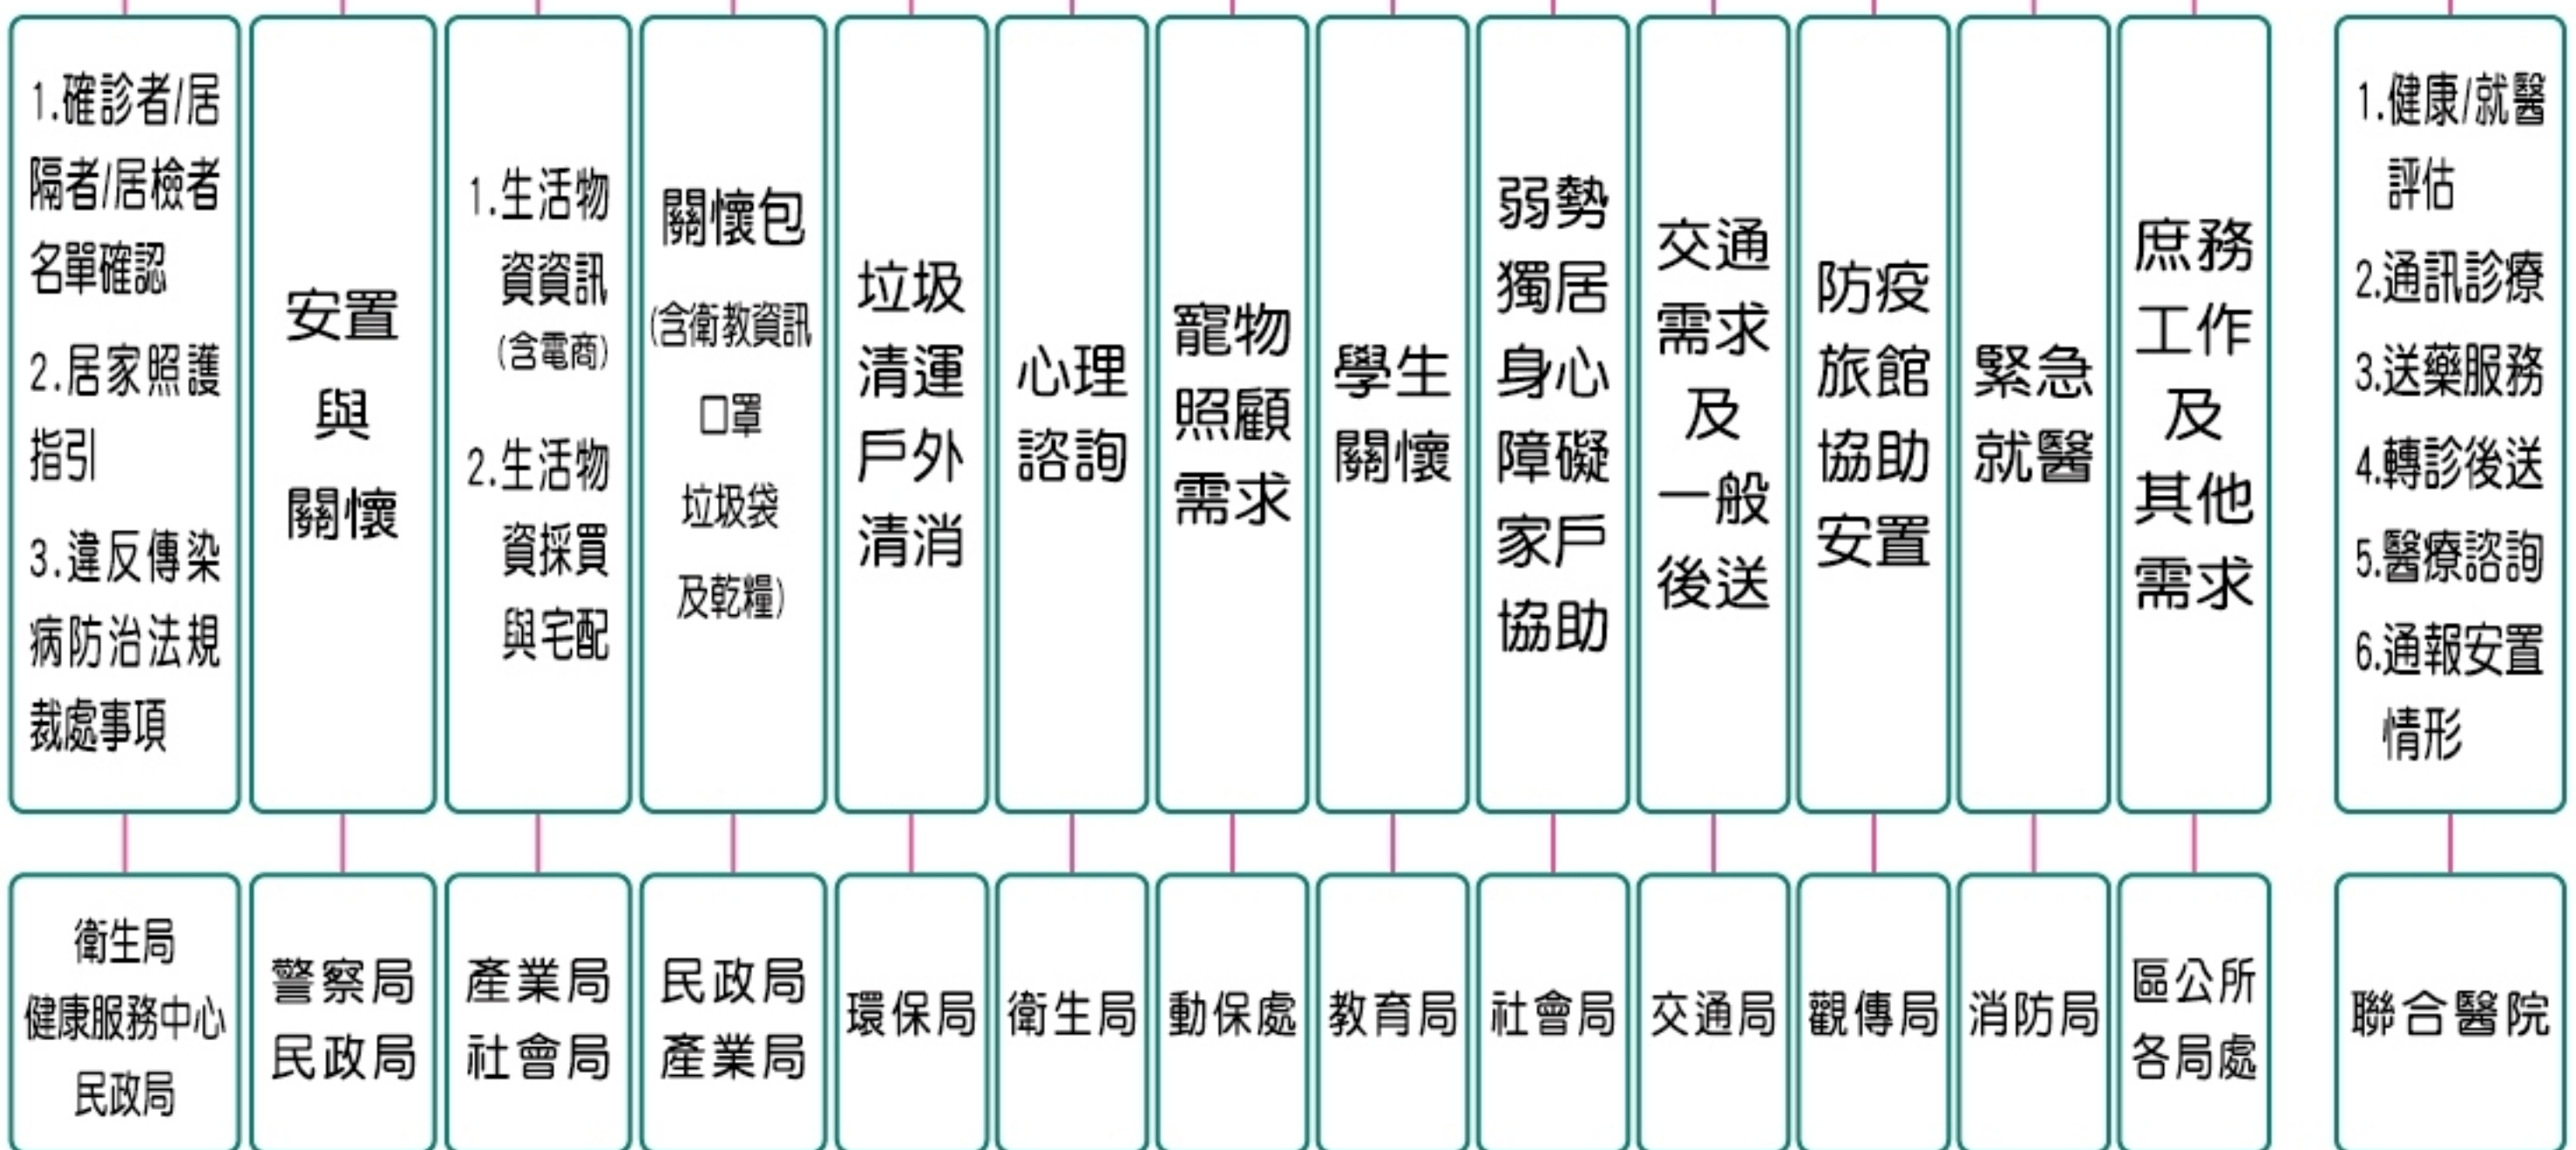 1.確診者/居
隔者/居檢者
名單確認
2.居家照護
指引
3.違反傳染
病防治法規
裁處事項
安置
與
關懷
1.生活物
資資訊
(含電商)
2.生活物
資採買
與宅配
關懷包
(含衛教資訊
口罩
垃圾袋
及乾糧)
垃圾
清運
戶外
清消
心理
諮詢
寵物
照顧
需求
學生
關懷
弱勢
獨居
身心
障礙
家戶
協助
交通
需求
及
一般
後送
防疫
旅館
協助
安置
緊急
就醫
庶務
工作
及
其他
需求
1.健康/就醫
評估
2.通訊診療
3.送藥服務
4.轉診後送
5.醫療諮詢
6.通報安置
情形
衛生局
健康服務中心
民政局
警察局
民政局
產業局
社會局
民政局
產業局
環保局
衛生局
動保處
教育局
社會局
交通局
觀傳局
消防局
區公所
各局處
聯合醫院